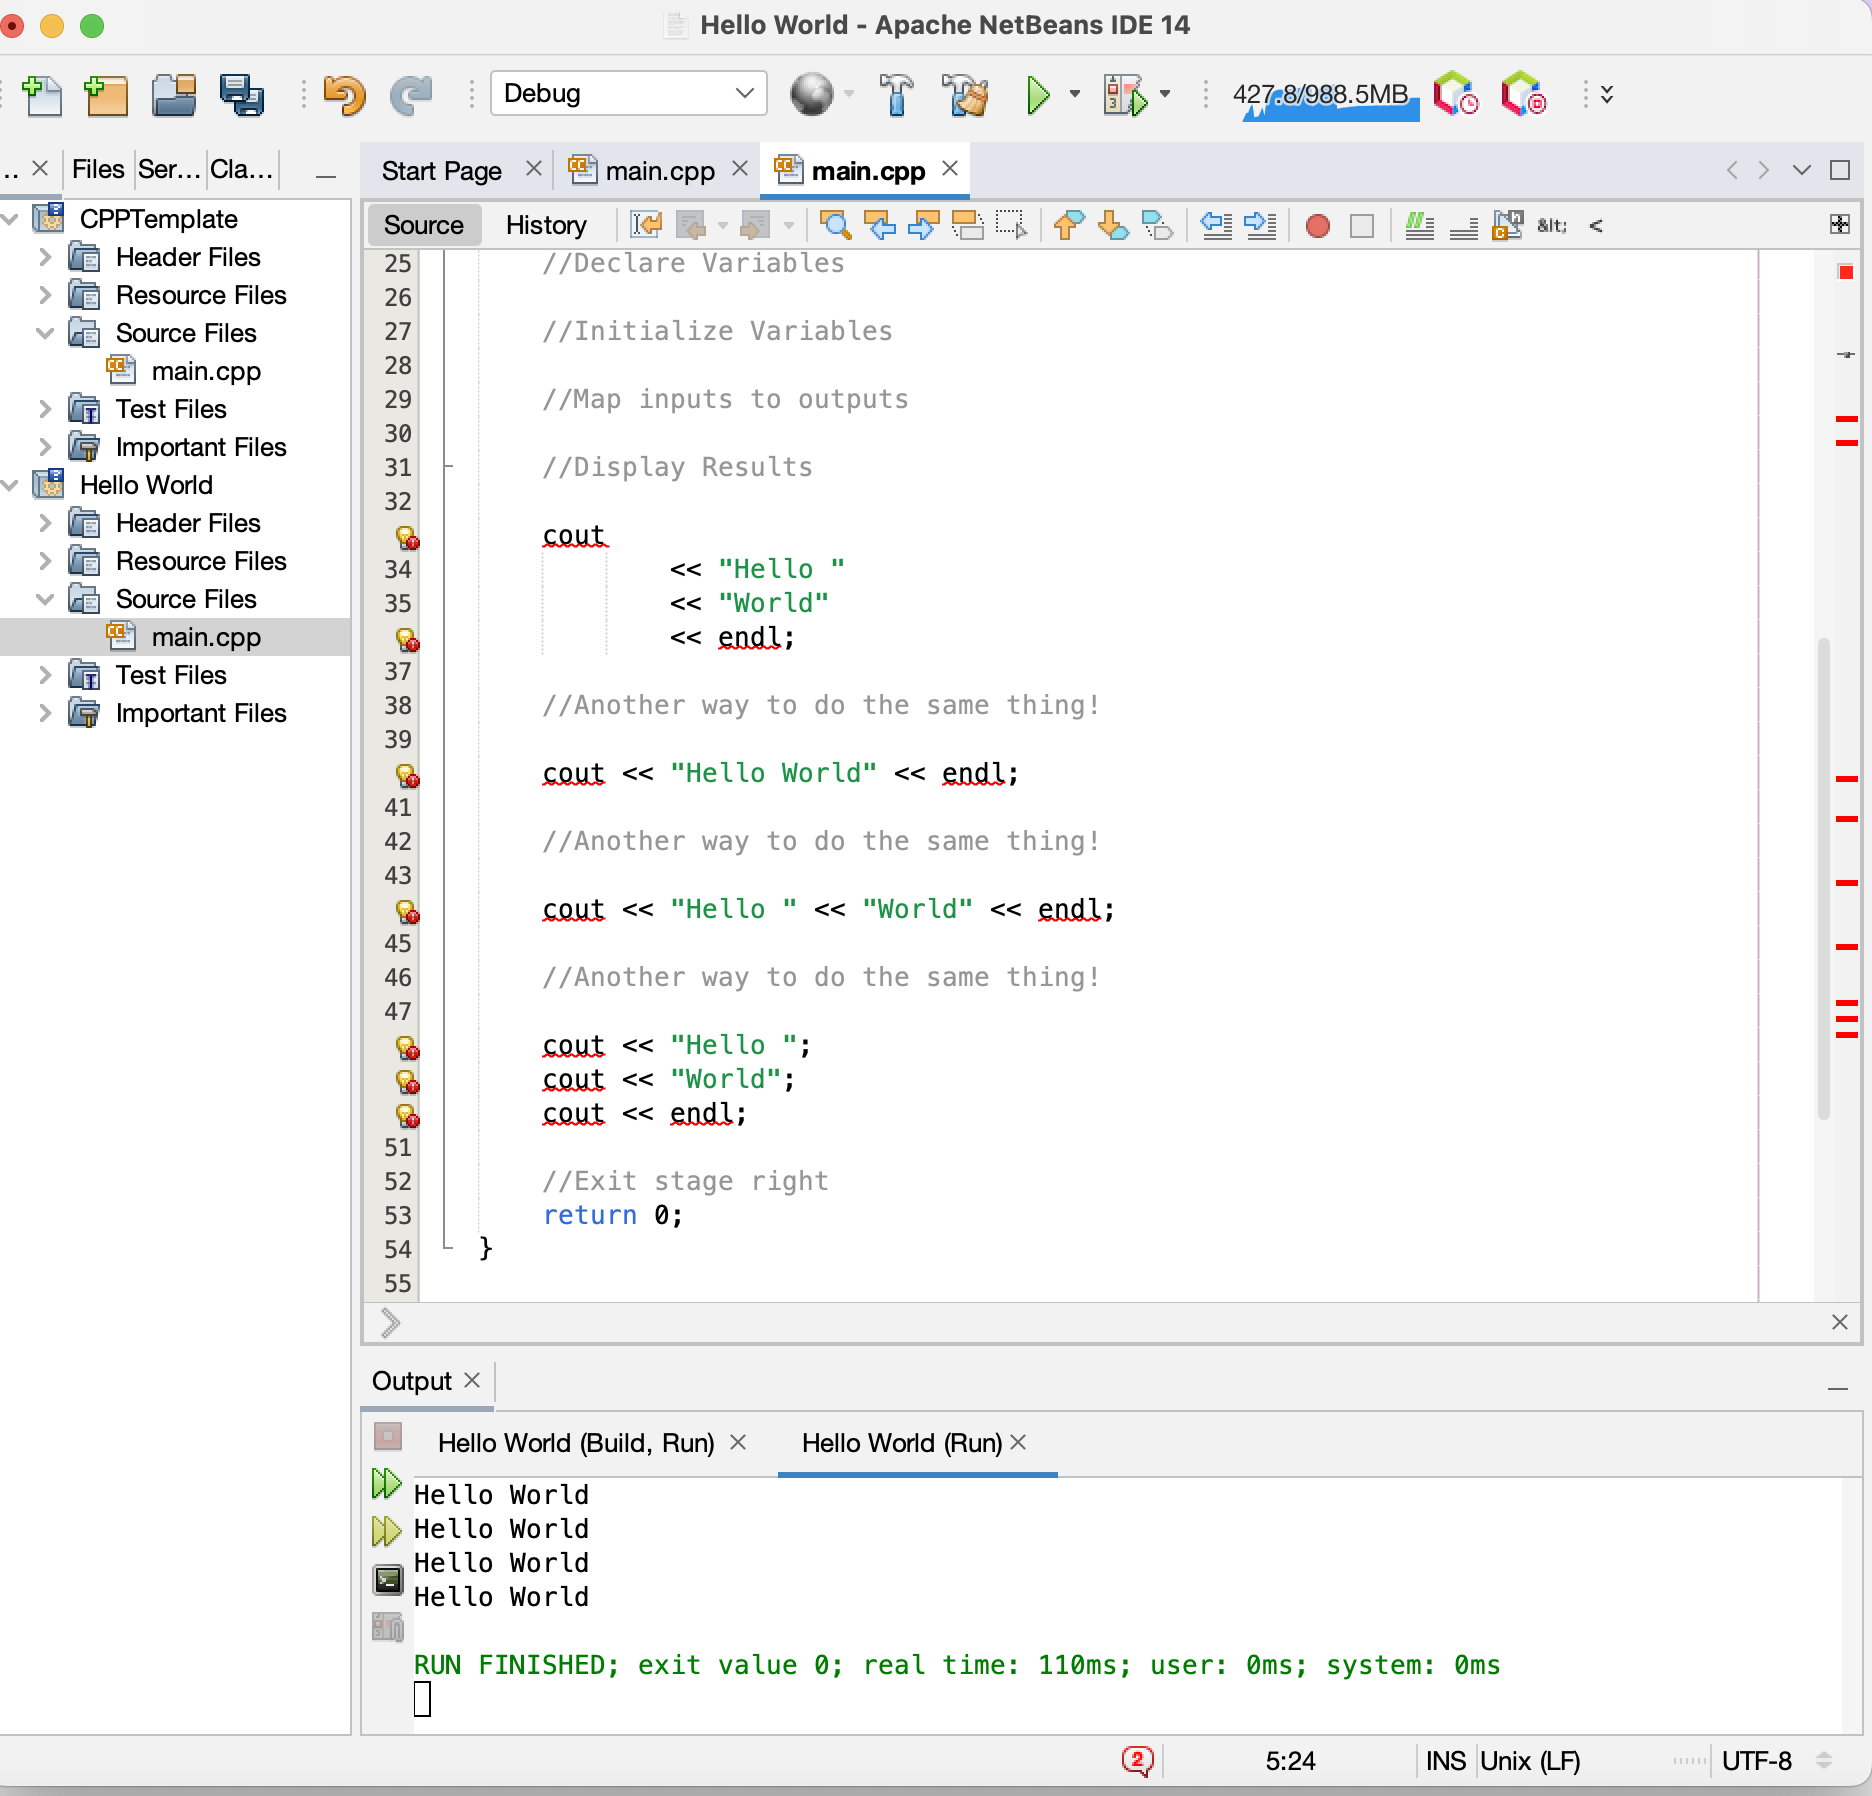 Hello World - Apache NetBeans IDE 14
Debug
427.8/988.5MB
.. Files Ser... Cla...
Start Page
main.cpp
main.cpp
Source
History
&lt; <
CPPTemplate
Header Files
Resource Files
Source Files
main.cpp
Test Files
Important Files
Hello World
Header Files
Resource Files
Source Files
main.cpp
Test Files
Important Files
25 //Declare Variables
26
27 //Initialize Variables
28
29 //Map inputs to outputs
30
31 //Display Results
32
cout
34 << "Hello "
35 << "World"
<< endl;
37
38 //Another way to do the same thing!
39
cout << "Hello World" << endl;
41
42 //Another way to do the same thing!
43
cout << "Hello " << "World" << endl;
45
46 //Another way to do the same thing!
47
cout << "Hello ";
cout << "World";
cout << endl;
51
52 //Exit stage right
53 return 0;
54 }
55
Output
Hello World (Build, Run)
Hello World (Run)
Hello World
Hello World
Hello World
Hello World
RUN FINISHED; exit value 0; real time: 110ms; user: 0ms; system: 0ms
2 5:24 INS Unix (LF) UTF-8